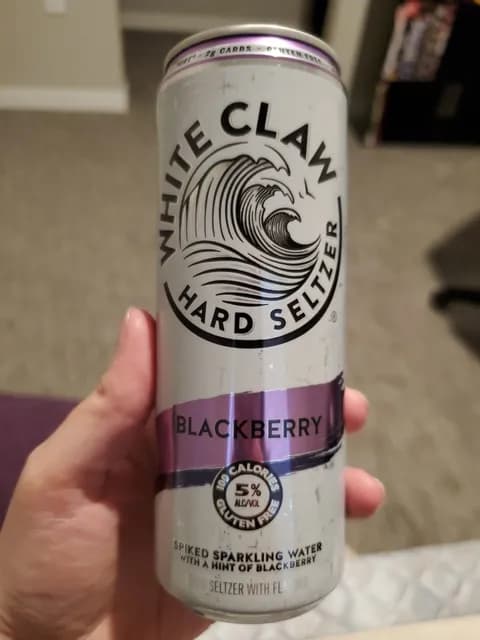 2g CARBS • GLUTEN FREE
WHITE CLAW
HARD SELTZER
®
BLACKBERRY
100 CALORIES
5%
ALC/VOL
GLUTEN FREE
SPIKED SPARKLING WATER
WITH A HINT OF BLACKBERRY
SELTZER WITH FL